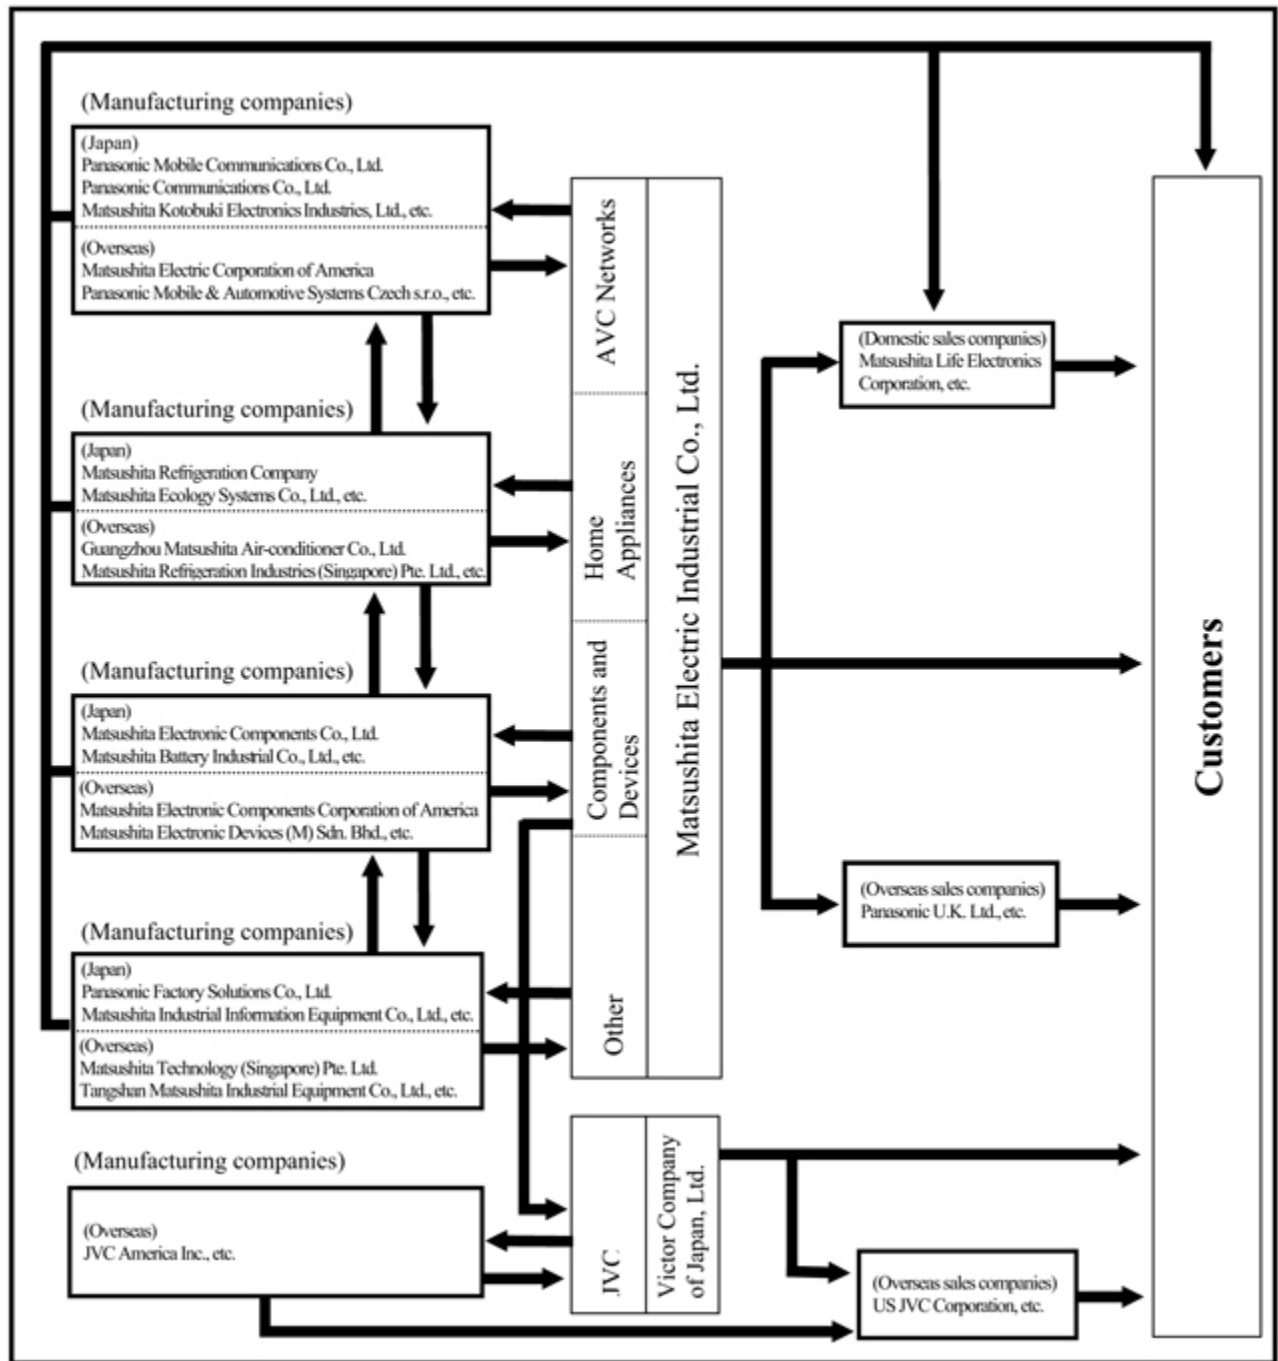 (Manufacturing companies)
(Japan)
Panasonic Mobile Communications Co., Ltd.
Panasonic Communications Co., Ltd.
Matsushita Kotobuki Electronics Industries, Ltd., etc.
(Overseas)
Matsushita Electric Corporation of America
Panasonic Mobile & Automotive Systems Czech s.r.o., etc.
(Manufacturing companies)
(Japan)
Matsushita Refrigeration Company
Matsushita Ecology Systems Co., Ltd., etc.
(Overseas)
Guangzhou Matsushita Air-conditioner Co., Ltd.
Matsushita Refrigeration Industries (Singapore) Pte. Ltd., etc.
(Manufacturing companies)
(Japan)
Matsushita Electronic Components Co., Ltd.
Matsushita Battery Industrial Co., Ltd., etc.
(Overseas)
Matsushita Electronic Components Corporation of America
Matsushita Electronic Devices (M) Sdn. Bhd., etc.
(Manufacturing companies)
(Japan)
Panasonic Factory Solutions Co., Ltd.
Matsushita Industrial Information Equipment Co., Ltd., etc.
(Overseas)
Matsushita Technology (Singapore) Pte. Ltd.
Tangshan Matsushita Industrial Equipment Co., Ltd., etc.
(Manufacturing companies)
(Overseas)
JVC America Inc., etc.
AVC Networks
Home
Appliances
Components and
Devices
Other
Matsushita Electric Industrial Co., Ltd.
JVC
Victor Company
of Japan, Ltd.
(Domestic sales companies)
Matsushita Life Electronics
Corporation, etc.
(Overseas sales companies)
Panasonic U.K. Ltd., etc.
(Overseas sales companies)
US JVC Corporation, etc.
Customers